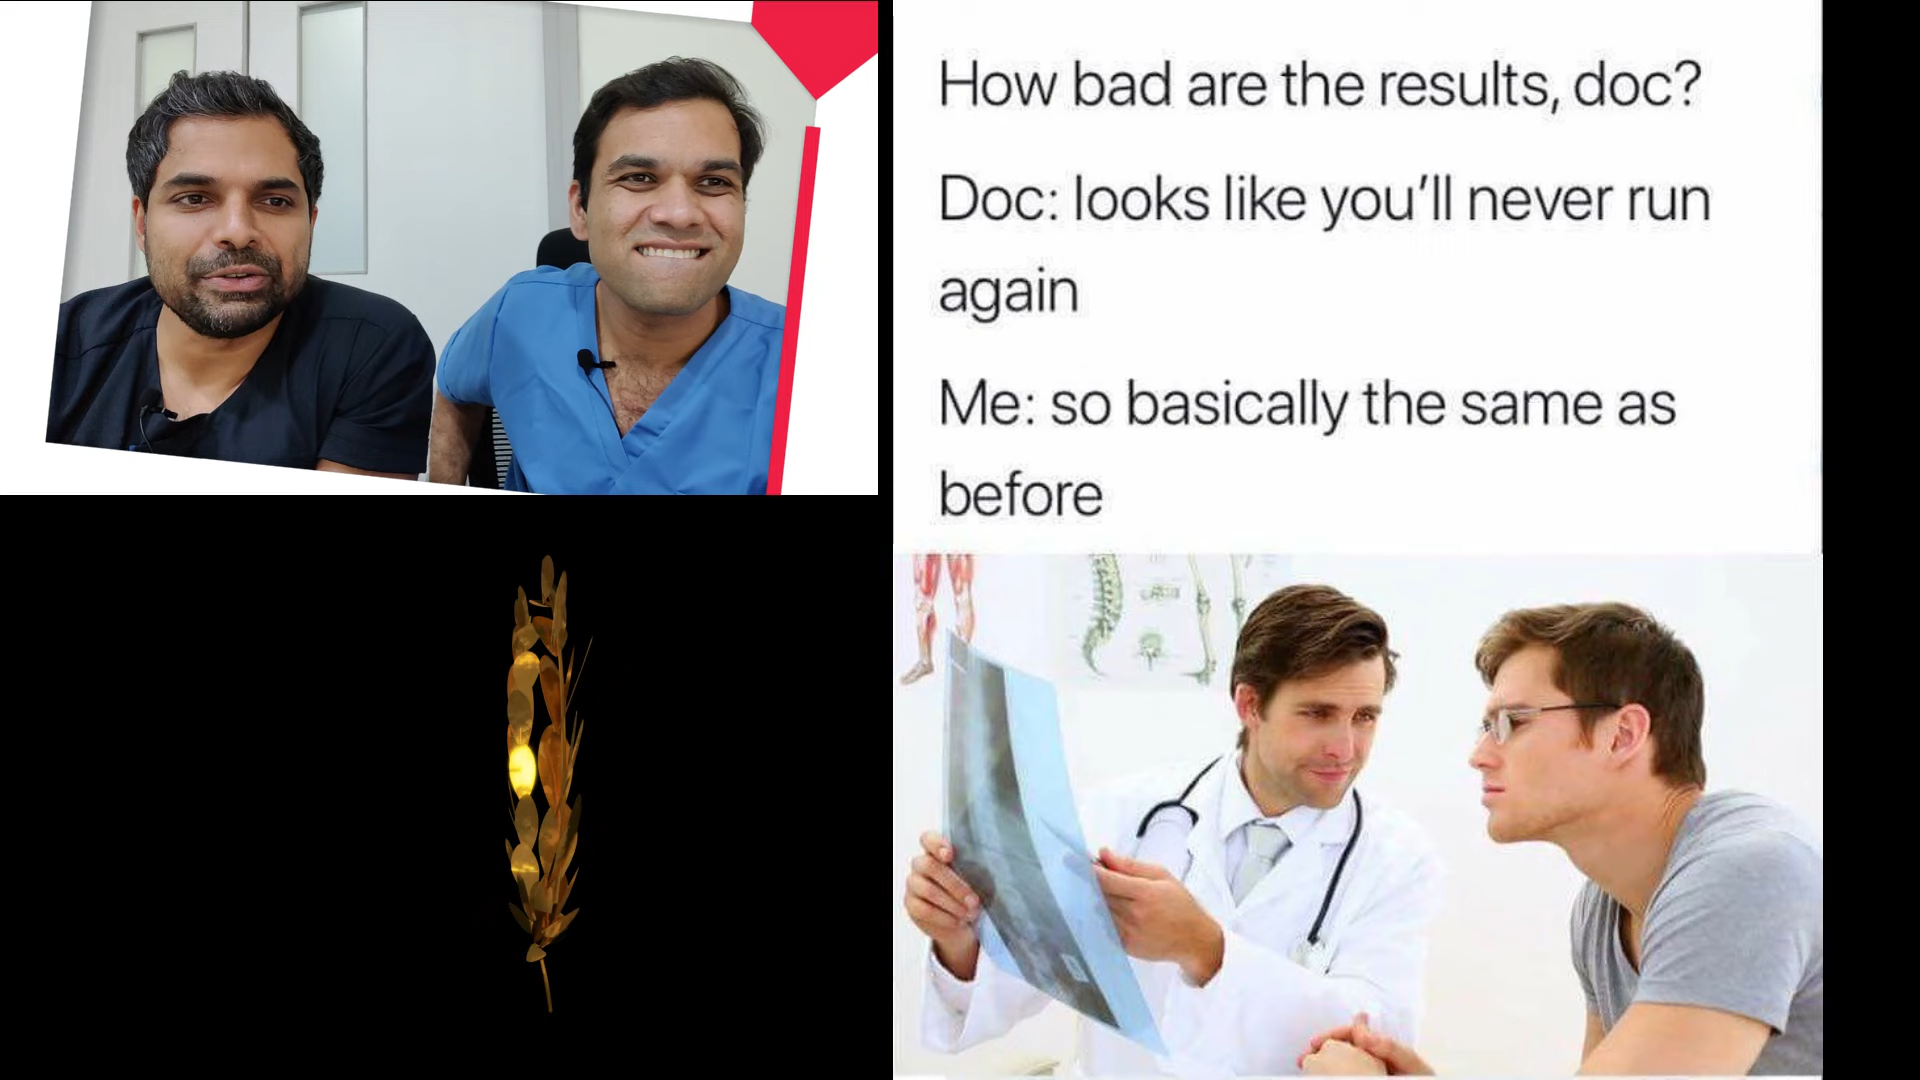 How bad are the results, doc?
Doc: looks like you’ll never run
again
Me: so basically the same as
before